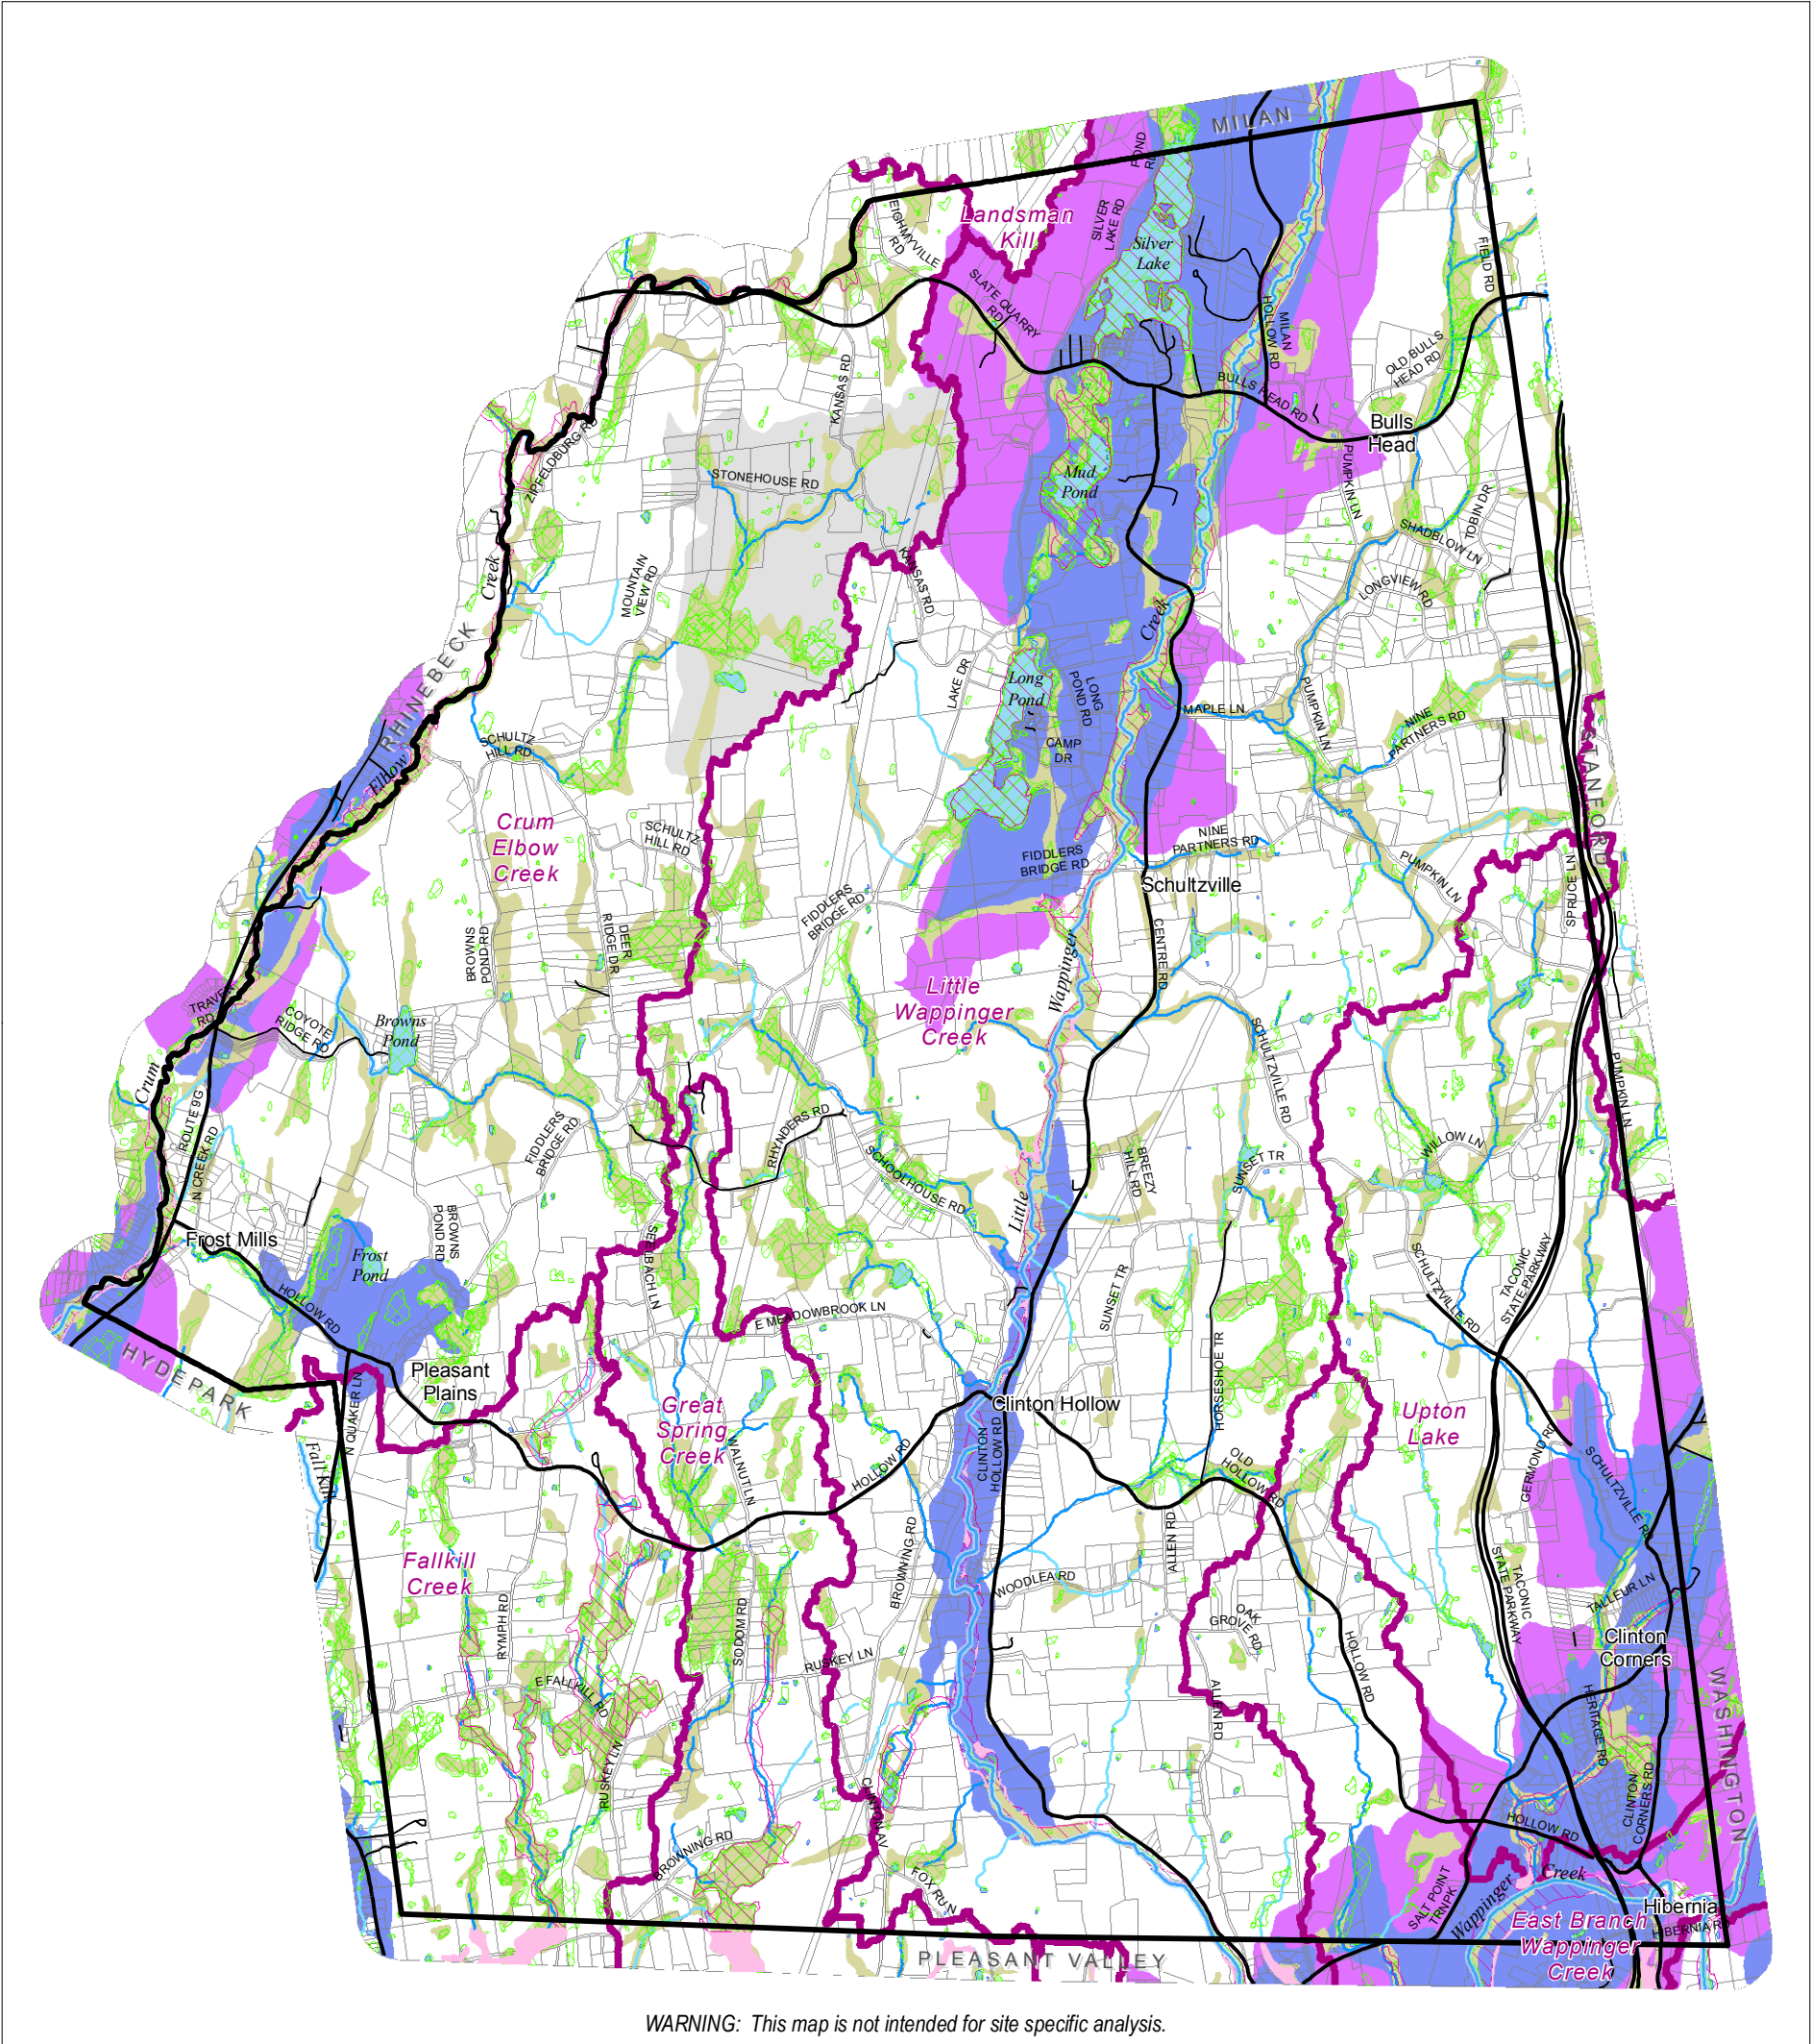 MILAN
POND
RD
Landsman
Kill
SILVER
LAKE RD
Silver
Lake
EIGHMYVILLE
RD
SLATE QUARRY
RD
FIELD RD
MILAN
HOLLOW RD
OLD BULLS
HEAD RD
KANSAS RD
BULLS HEAD RD
Bulls
Head
ZIPFELDBURG RD
STONEHOUSE RD
Mud
Pond
PUMPKIN LN
TOBIN DR
SHADBLOW LN
Creek
MOUNTAIN
VIEW RD
KANSAS RD
LONGVIEW RD
Creek
RHINEBECK
LAKE DR
Long
Pond
LONG
POND RD
MAPLE LN
PUMPKIN LN
NINE
PARTNERS RD
SCHULTZ
HILL RD
CAMP
DR
STANFORD
Elbow
Crum
Elbow
Creek
SCHULTZ
HILL RD
NINE
PARTNERS RD
FIDDLERS
BRIDGE RD
PUMPKIN LN
SPRUCE LN
Schultzville
FIDDLERS
BRIDGE RD
BROWNS
POND RD
DEER
RIDGE DR
CENTRE RD
Wappinger
Little
Wappinger
Creek
TRAVER
RD
COYOTE
RIDGE RD
Browns
Pond
SCHULTZVILLE RD
Crum
PUMPKIN LN
ROUTE 9G
N CREEK RD
FIDDLERS
BRIDGE RD
RHYNDERS RD
WILLOW LN
SCHOOLHOUSE RD
BREEZY
HILL RD
SUNSET TR
Little
Frost Mills
BROWNS
POND RD
Frost
Pond
SEELBACH LN
SCHULTZVILLE RD
TACONIC
STATE PARKWAY
HOLLOW RD
E MEADOWBROOK LN
SUNSET TR
HORSESHOE TR
HYDE PARK
Pleasant
Plains
N QUAKER LN
Great
Spring
Creek
Clinton Hollow
Upton
Lake
Fall Kill
WALNUT LN
HOLLOW RD
CLINTON
HOLLOW RD
OLD
HOLLOW RD
GERMOND RD
SCHULTZVILLE RD
Fallkill
Creek
BROWNING RD
ALLEN RD
WOODLEA RD
TACONIC
STATE PARKWAY
TALLEUR LN
RYMPH RD
SODOM RD
OAK
GROVE RD
Clinton
Corners
RUSKEY LN
HOLLOW RD
E FALLKILL RD
ALLEN RD
HERITAGE RD
WASHINGTON
RUSKEY LN
CLINTON AV
CLINTON
CORNERS RD
HOLLOW RD
BROWNING RD
FOX RUN
SALT POINT
TRNPK
Wappinger
Creek
Hibernia
HIBERNIA RD
East Branch
Wappinger
Creek
PLEASANT VALLEY
WARNING: This map is not intended for site specific analysis.